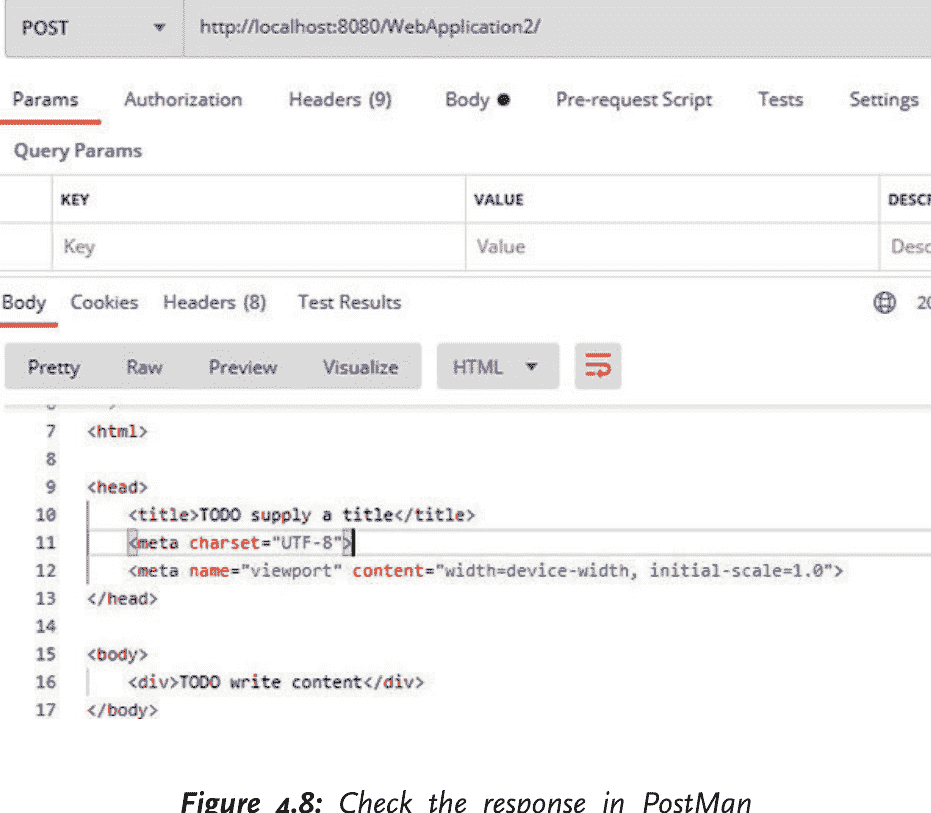 POST http://localhost:8080/WebApplication2/
Params Authorization Headers (9) Body Pre-request Script Tests Settings
Query Params
KEY VALUE
Key Value
Body Cookies Headers (8) Test Results
Pretty Raw Preview Visualize HTML
7 <html>
8
9 <head>
10 <title>TODO supply a title</title>
11 <meta charset="UTF-8">
12 <meta name="viewport" content="width=device-width, initial-scale=1.0">
13 </head>
14
15 <body>
16 <div>TODO write content</div>
17 </body>
Figure 4.8: Check the response in PostMan